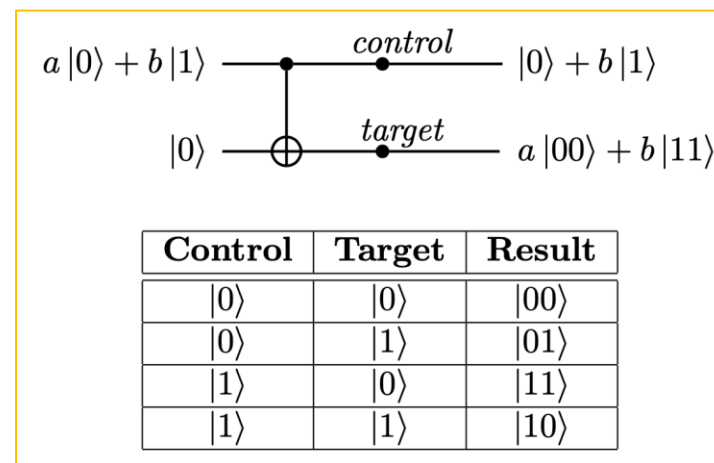 control
a |0⟩ + b |1⟩ |0⟩ + b |1⟩
target
|0⟩ a |00⟩ + b |11⟩
Control Target Result
|0⟩ |0⟩ |00⟩
|0⟩ |1⟩ |01⟩
|1⟩ |0⟩ |11⟩
|1⟩ |1⟩ |10⟩